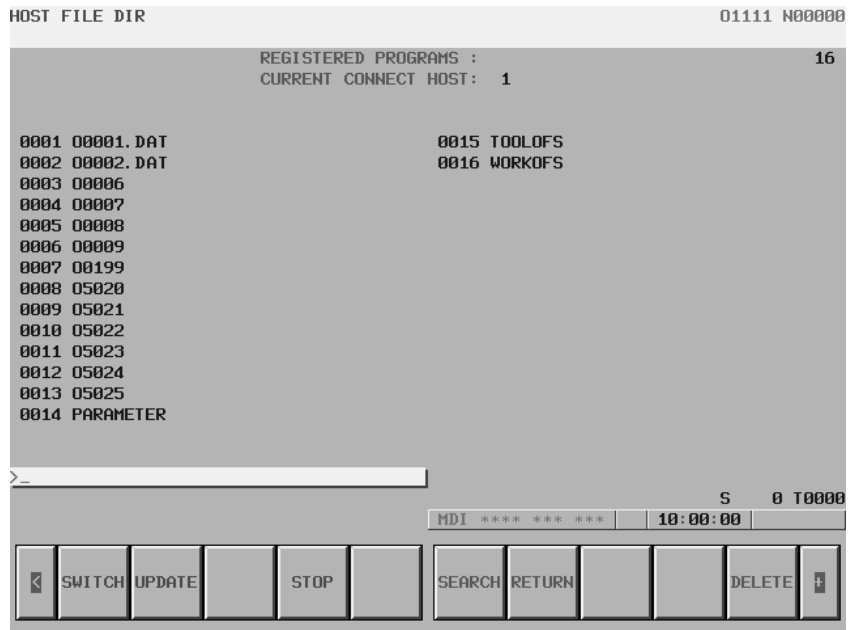 HOST FILE DIR O1111 N00000
REGISTERED PROGRAMS : 16
CURRENT CONNECT HOST: 1
0001 O0001.DAT 0015 TOOLOFS
0002 O0002.DAT 0016 WORKOFS
0003 O0006
0004 O0007
0005 O0008
0006 O0009
0007 O0199
0008 O5020
0009 O5021
0010 O5022
0011 O5023
0012 O5024
0013 O5025
0014 PARAMETER
>_
S 0 T0000
MDI **** *** *** 10:00:00
< SWITCH UPDATE STOP SEARCH RETURN DELETE +